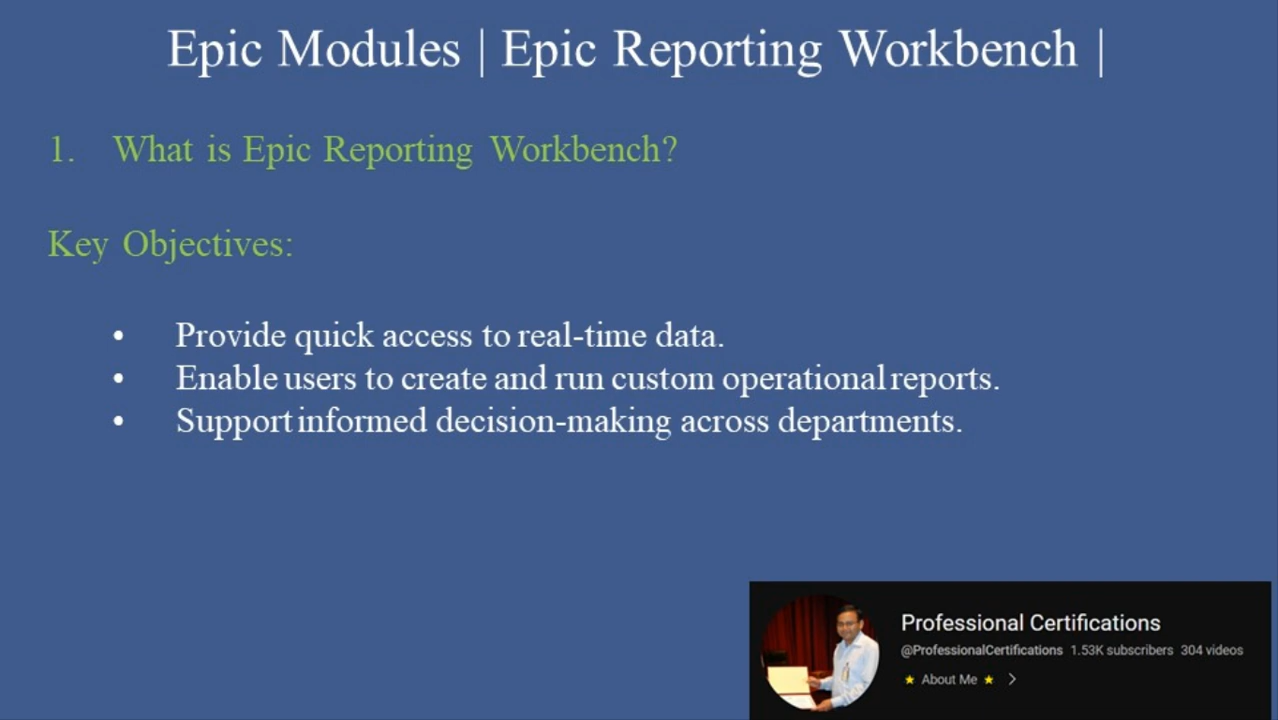 Epic Modules | Epic Reporting Workbench |
1. What is Epic Reporting Workbench?
Key Objectives:
• Provide quick access to real-time data.
• Enable users to create and run custom operational reports.
• Support informed decision-making across departments.
Professional Certifications
@ProfessionalCertifications 1.53K subscribers 304 videos
★ About Me ★ >